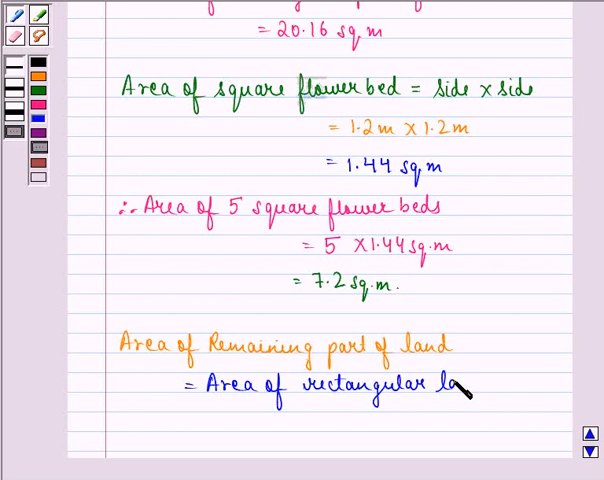 = 20.16 sq.m
Area of square flower bed = side x side
= 1.2m x 1.2m
= 1.44 sq.m
∴ Area of 5 square flower beds
= 5 x 1.44 sq.m
= 7.2 sq.m.
Area of Remaining part of land
= Area of rectangular la